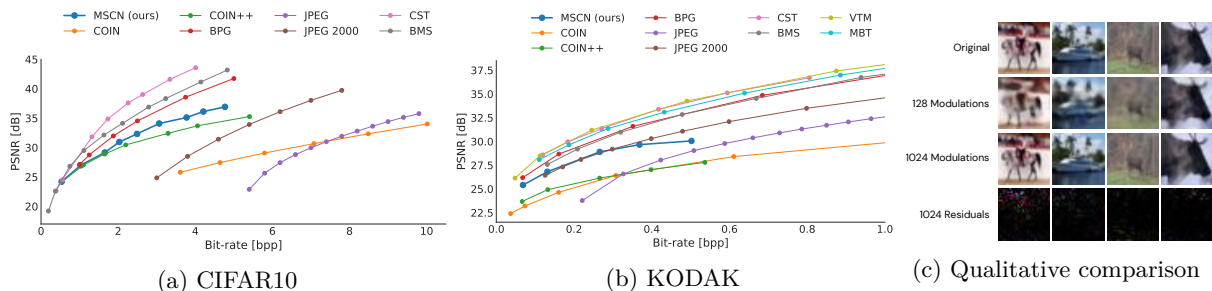 MSCN (ours) COIN++ JPEG CST
COIN BPG JPEG 2000 BMS
45
40
35
30
25
20
PSNR [dB]
0 2 4 6 8 10
Bit-rate [bpp]
(a) CIFAR10
MSCN (ours) BPG CST VTM
COIN JPEG BMS MBT
COIN++ JPEG 2000
37.5
35.0
32.5
30.0
27.5
25.0
22.5
PSNR [dB]
0.0 0.2 0.4 0.6 0.8 1.0
Bit-rate [bpp]
(b) KODAK
Original
128 Modulations
1024 Modulations
1024 Residuals
(c) Qualitative comparison